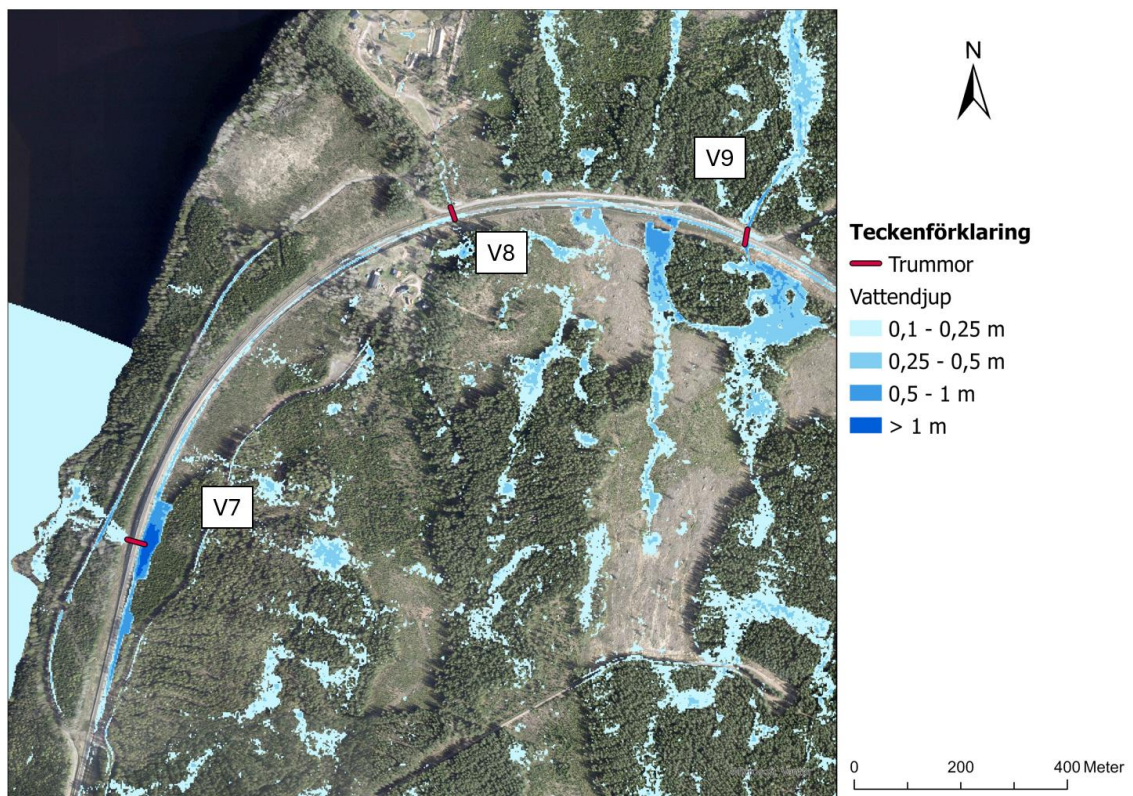 N
V9
V8
V7
Teckenförklaring
Trummor
Vattendjup
0,1 - 0,25 m
0,25 - 0,5 m
0,5 - 1 m
> 1 m
0 200 400 Meter